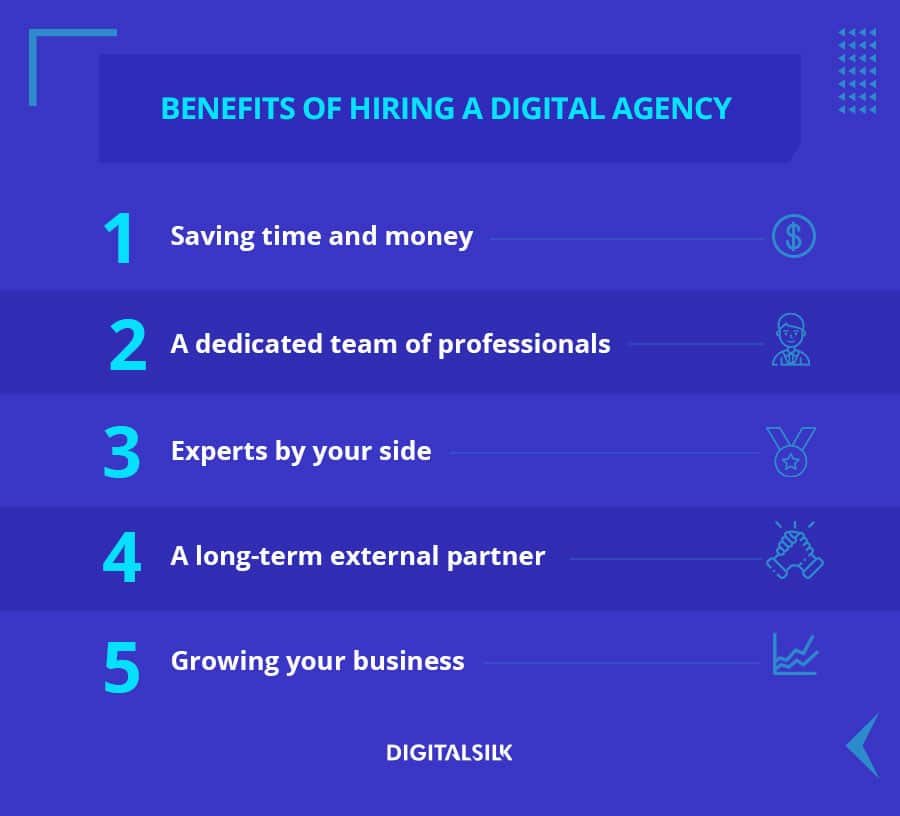 BENEFITS OF HIRING A DIGITAL AGENCY
1 Saving time and money
2 A dedicated team of professionals
3 Experts by your side
4 A long-term external partner
5 Growing your business
DIGITALSILK